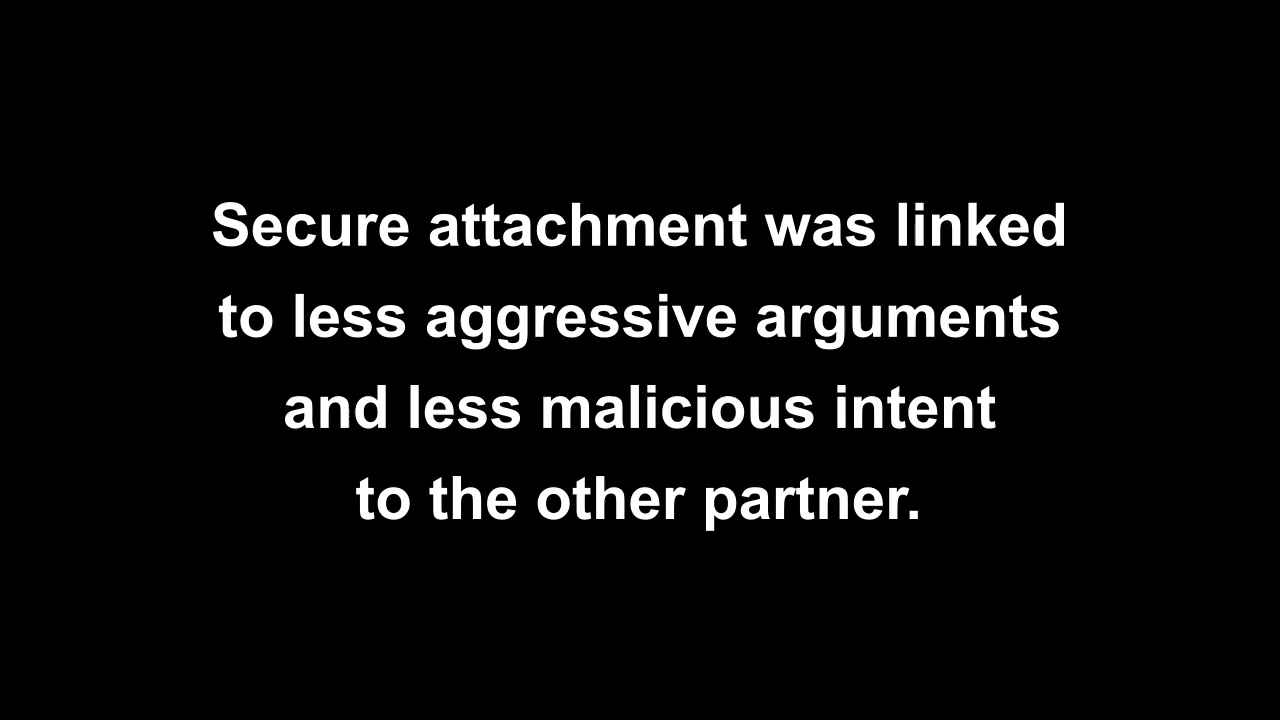 Secure attachment was linked
to less aggressive arguments
and less malicious intent
to the other partner.